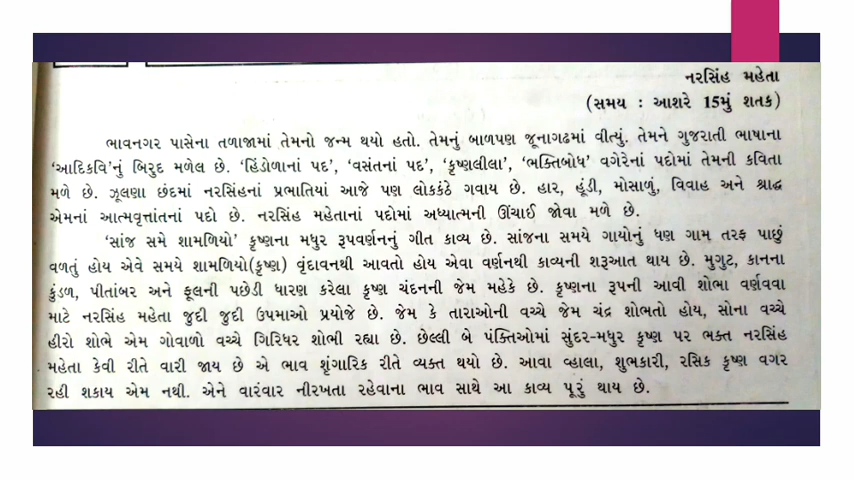 નરસિંહ મહેતા
(સમય : આશરે 15મું શતક)
ભાવનગર પાસેના તળાજામાં તેમનો જન્મ થયો હતો. તેમનું બાળપણ જૂનાગઢમાં વીત્યું. તેમને ગુજરાતી ભાષાના
'આદિકવિ'નું બિરુદ મળેલ છે. 'હિંડોળાનાં પદ', 'વસંતનાં પદ', 'કૃષ્ણલીલા', 'ભક્તિબોધ' વગેરેનાં પદોમાં તેમની કવિતા
મળે છે. ઝૂલણા છંદમાં નરસિંહનાં પ્રભાતિયાં આજે પણ લોકકંઠે ગવાય છે. હાર, હૂંડી, મોસાળું, વિવાહ અને શ્રાદ્ધ
એમનાં આત્મવૃત્તાંતનાં પદો છે. નરસિંહ મહેતાનાં પદોમાં અધ્યાત્મની ઊંચાઈ જોવા મળે છે.
'સાંજ સમે શામળિયો' કૃષ્ણના મધુર રૂપવર્ણનનું ગીત કાવ્ય છે. સાંજના સમયે ગાયોનું ધણ ગામ તરફ પાછું
વળતું હોય એવે સમયે શામળિયો(કૃષ્ણ) વૃંદાવનથી આવતો હોય એવા વર્ણનથી કાવ્યની શરૂઆત થાય છે. મુગુટ, કાનના
કુંડળ, પીતાંબર અને ફૂલની પછેડી ધારણ કરેલા કૃષ્ણ ચંદનની જેમ મહેકે છે. કૃષ્ણના રૂપની આવી શોભા વર્ણવવા
માટે નરસિંહ મહેતા જુદી જુદી ઉપમાઓ પ્રયોજે છે. જેમ કે તારાઓની વચ્ચે જેમ ચંદ્ર શોભતો હોય, સોના વચ્ચે
હીરો શોભે એમ ગોવાળો વચ્ચે ગિરિધર શોભી રહ્યા છે. છેલ્લી બે પંક્તિઓમાં સુંદર-મધુર કૃષ્ણ પર ભક્ત નરસિંહ
મહેતા કેવી રીતે વારી જાય છે એ ભાવ શૃંગારિક રીતે વ્યક્ત થયો છે. આવા વ્હાલા, શુભકારી, રસિક કૃષ્ણ વગર
રહી શકાય એમ નથી. એને વારંવાર નીરખતા રહેવાના ભાવ સાથે આ કાવ્ય પૂરું થાય છે.